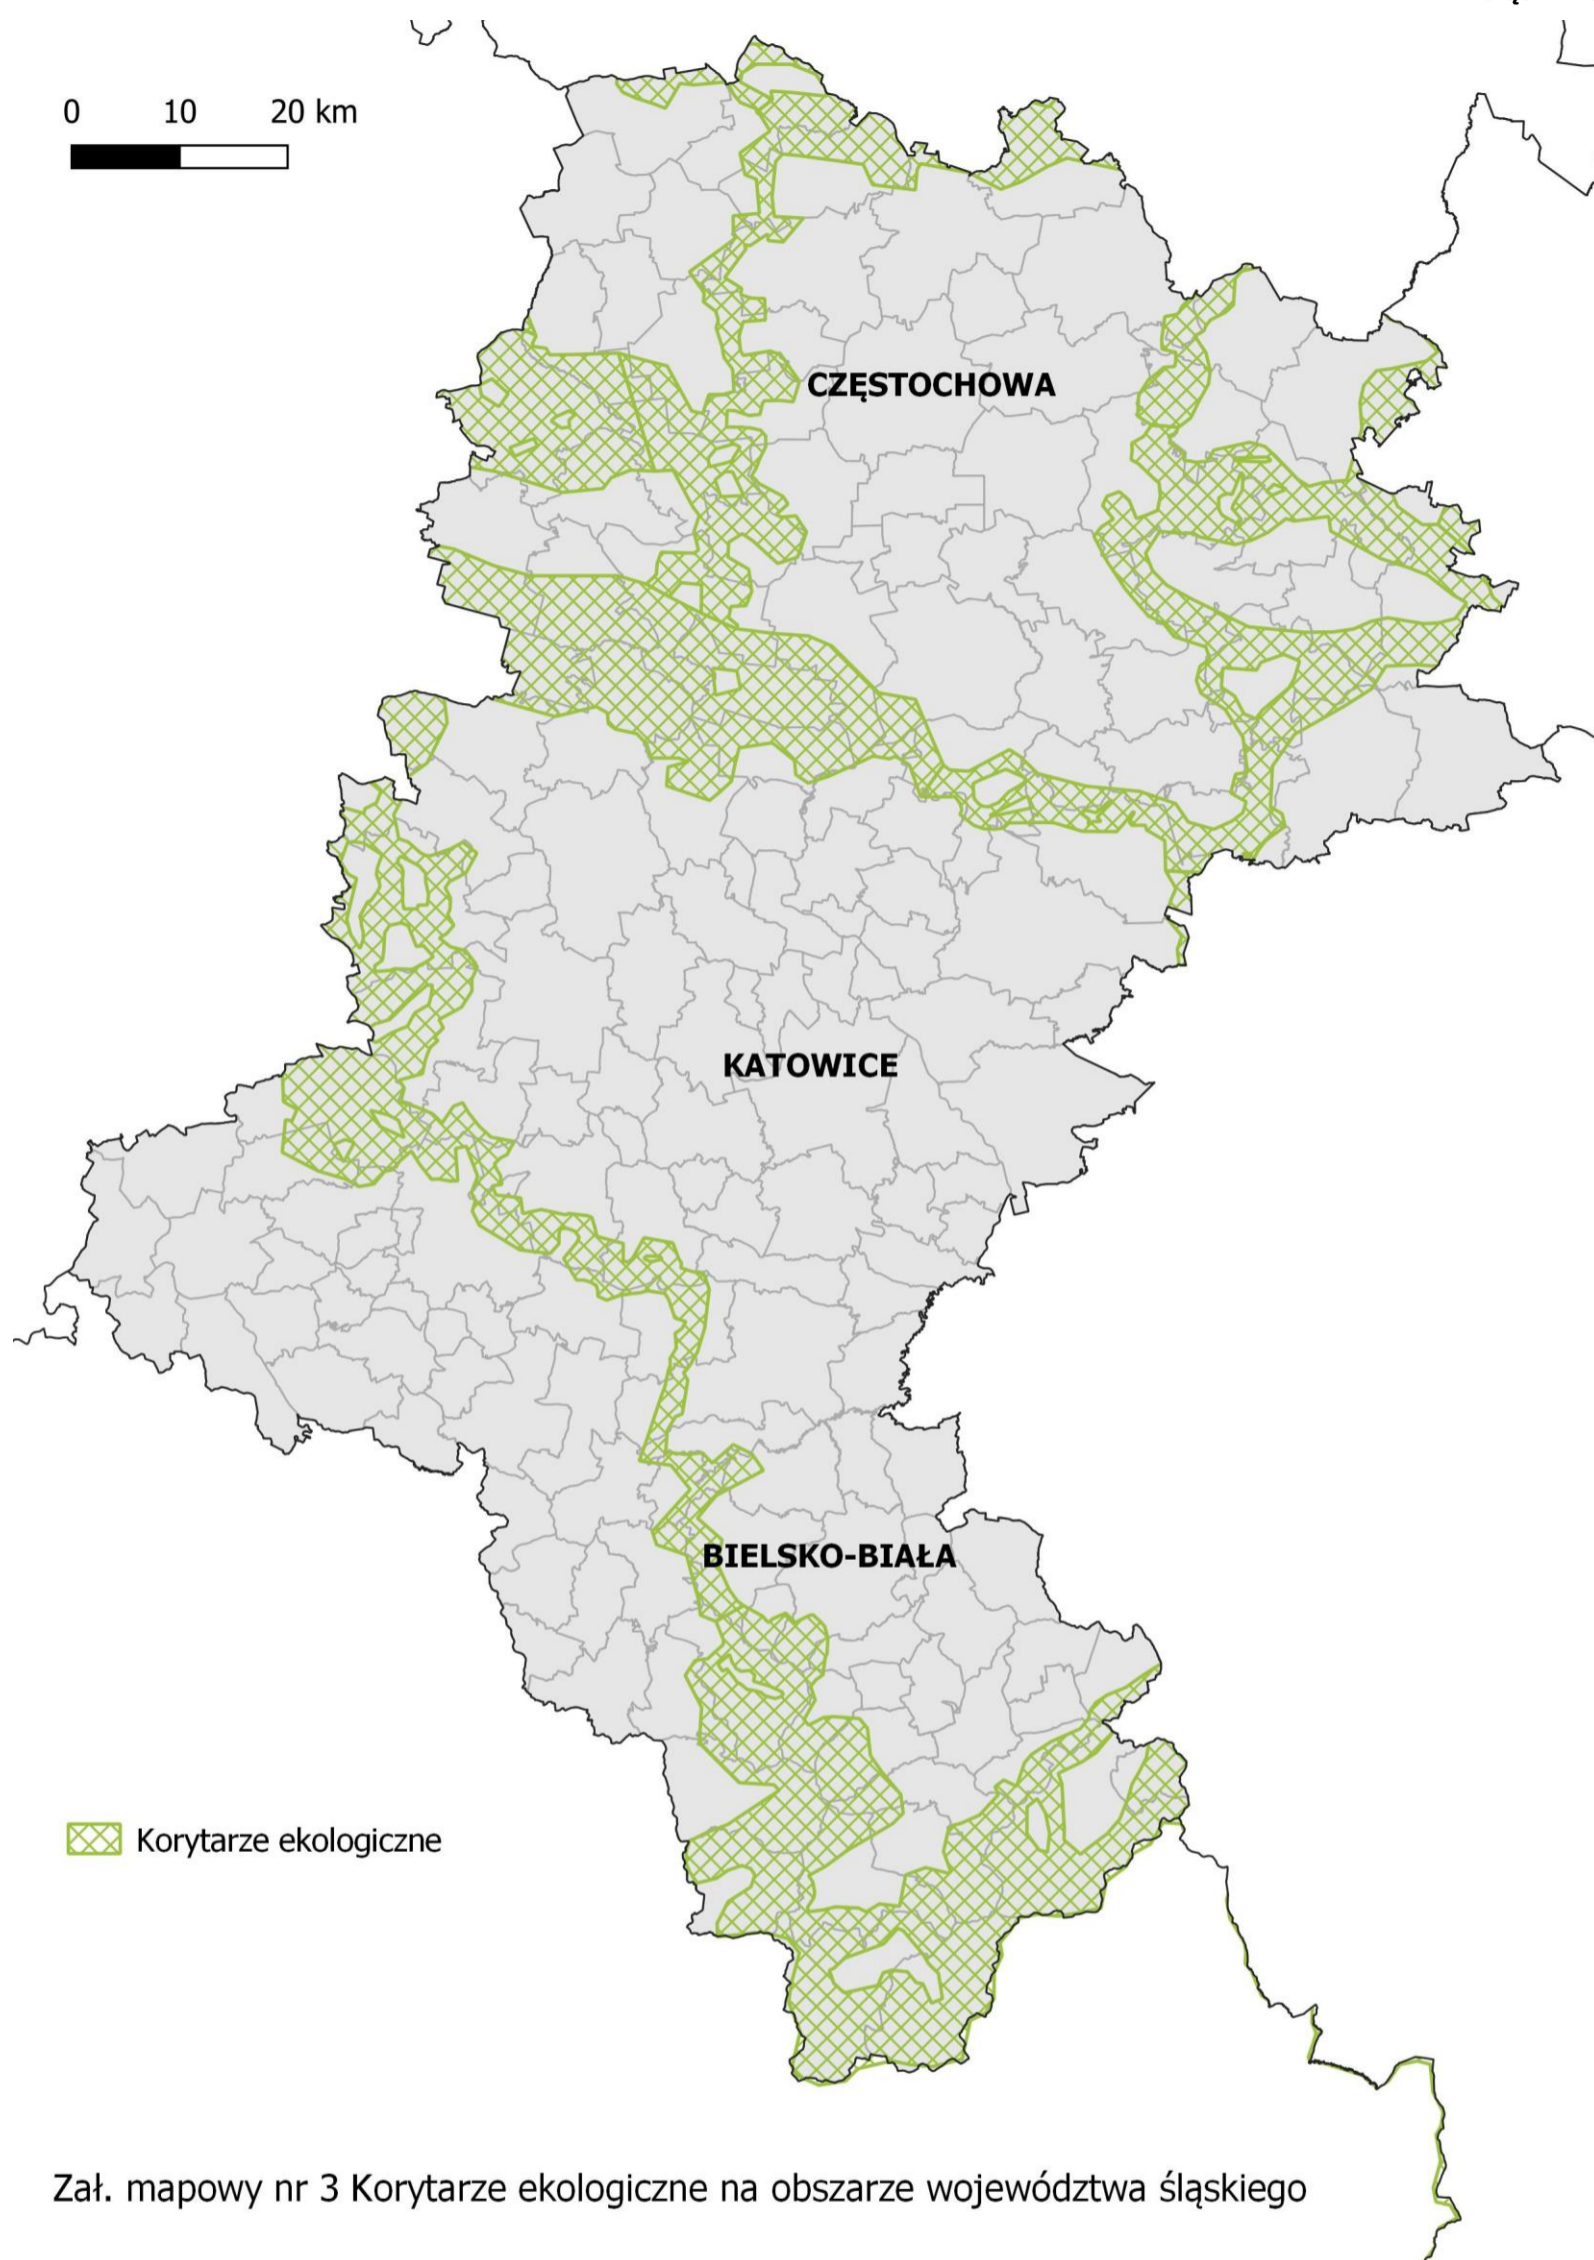 0 10 20 km
CZĘSTOCHOWA
KATOWICE
BIELSKO-BIAŁA
Korytarze ekologiczne
Zał. mapowy nr 3 Korytarze ekologiczne na obszarze województwa śląskiego